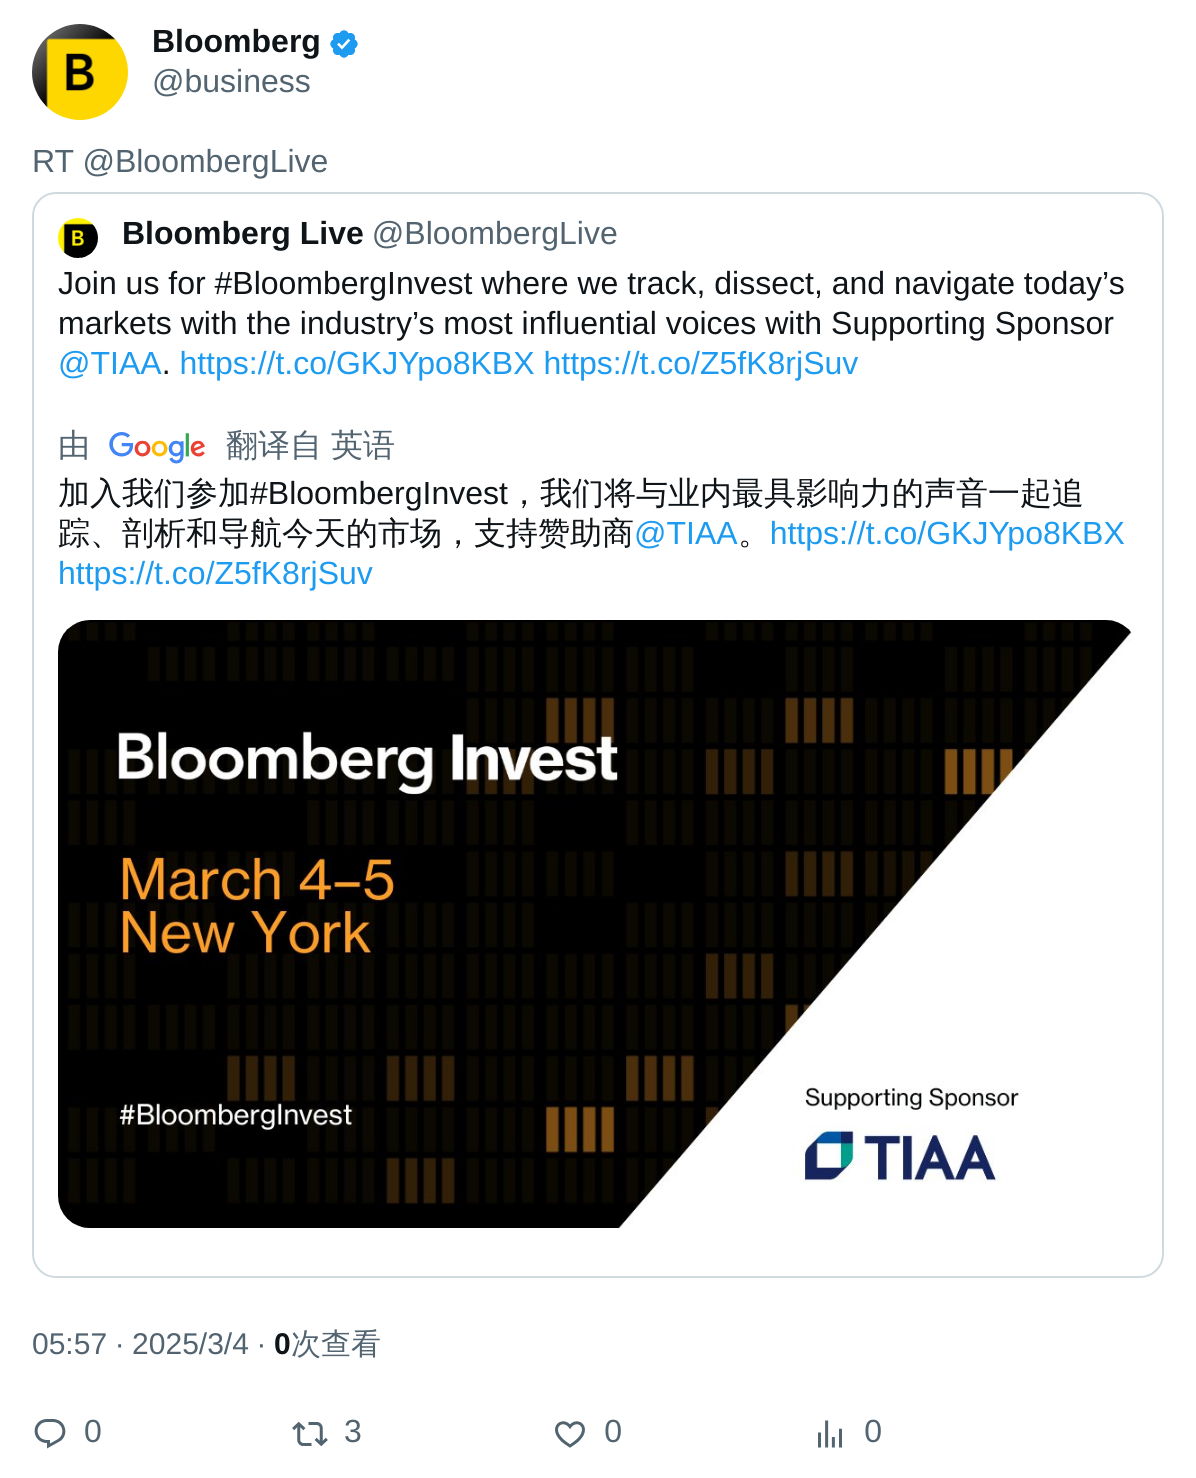 B
Bloomberg
@business
RT @BloombergLive
B
Bloomberg Live @BloombergLive
Join us for #BloombergInvest where we track, dissect, and navigate today’s
markets with the industry’s most influential voices with Supporting Sponsor
@TIAA. https://t.co/GKJYpo8KBX https://t.co/Z5fK8rjSuv
由 Google 翻译自 英语
加入我们参加#BloombergInvest，我们将与业内最具影响力的声音一起追
踪、剖析和导航今天的市场，支持赞助商@TIAA。https://t.co/GKJYpo8KBX
https://t.co/Z5fK8rjSuv
Bloomberg Invest
March 4–5
New York
#BloombergInvest
Supporting Sponsor
TIAA
05:57 · 2025/3/4 · 0次查看
0 3 0 0